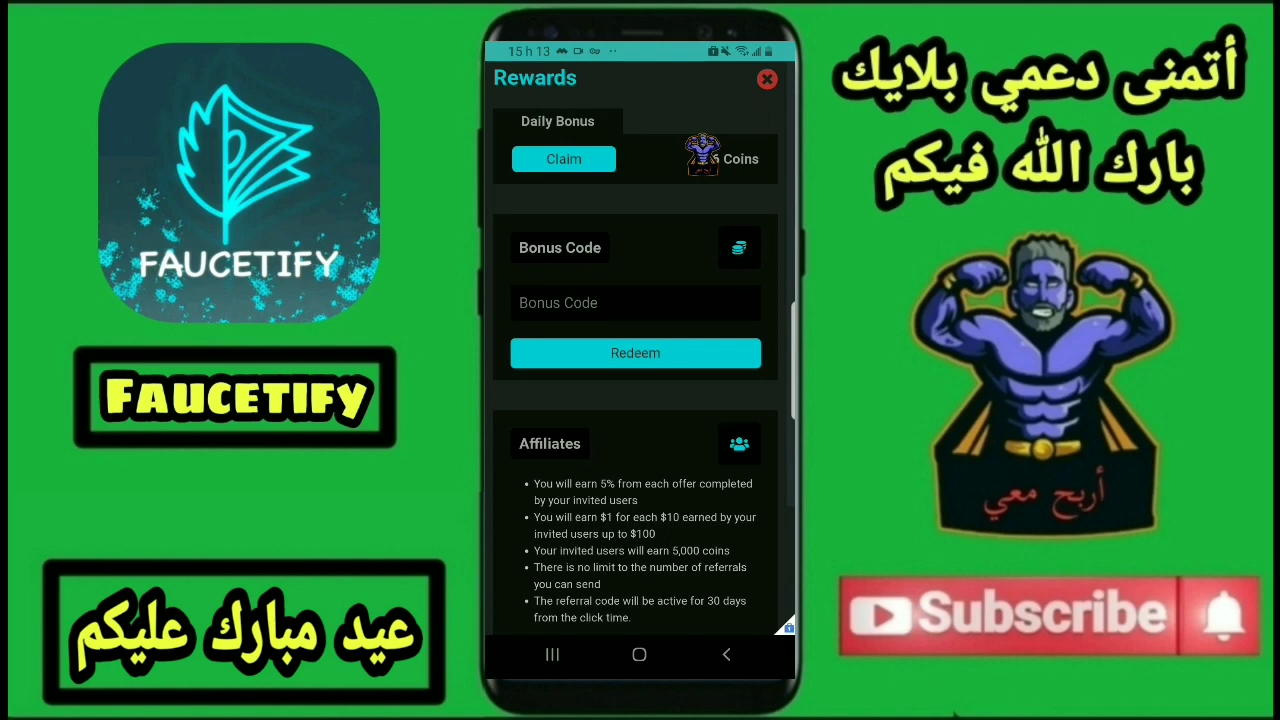 FAUCETIFY
FAUCETIFY
عيد مبارك عليكم
15 h 13
Rewards
Daily Bonus
Claim
Coins
Bonus Code
Bonus Code
Redeem
Affiliates
• You will earn 5% from each offer completed
by your invited users
• You will earn $1 for each $10 earned by your
invited users up to $100
• Your invited users will earn 5,000 coins
• There is no limit to the number of referrals
you can send
• The referral code will be active for 30 days
from the click time.
أتمنى دعمي بلايك
بارك الله فيكم
أربح معي
Subscribe